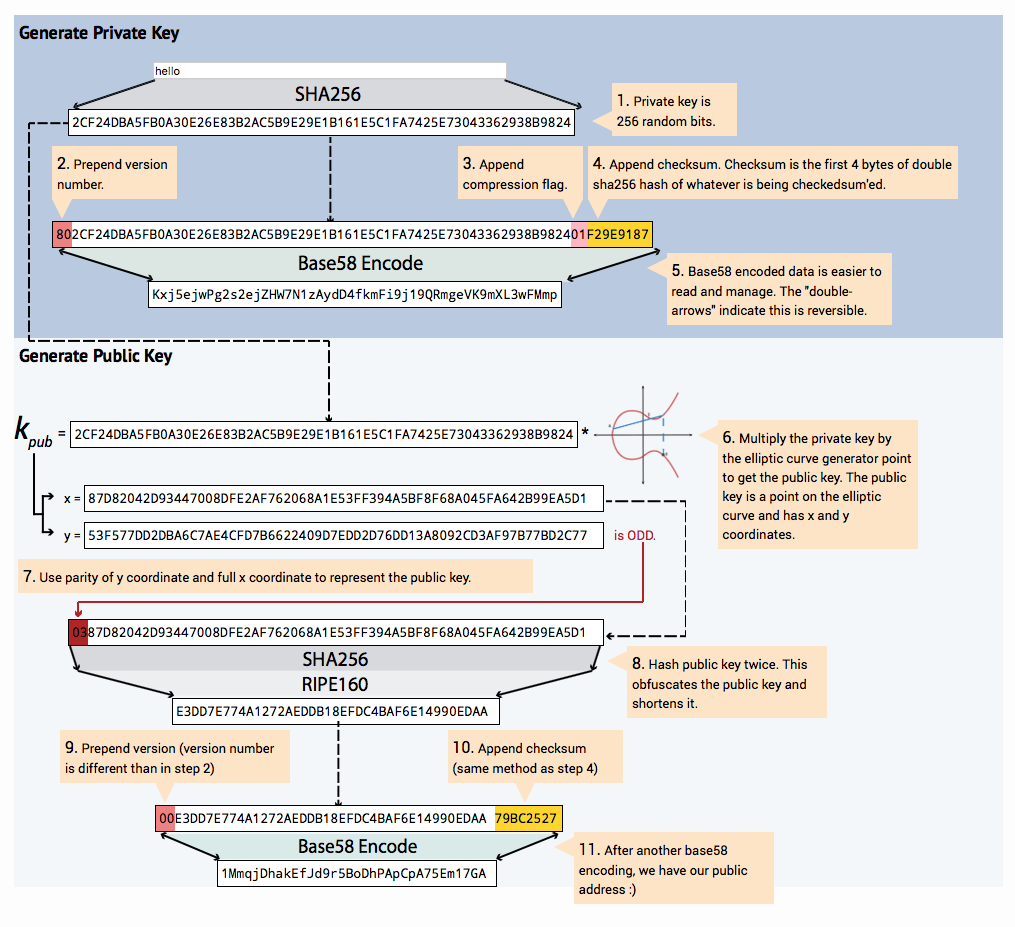 Generate Private Key
hello
SHA256
2CF24DBA5FB0A30E26E83B2AC5B9E29E1B161E5C1FA7425E73043362938B9824
1. Private key is
256 random bits.
2. Prepend version
number.
3. Append
compression flag.
4. Append checksum. Checksum is the first 4 bytes of double
sha256 hash of whatever is being checkedsum'ed.
802CF24DBA5FB0A30E26E83B2AC5B9E29E1B161E5C1FA7425E73043362938B982401F29E9187
Base58 Encode
Kxj5ejwPg2s2ejZHW7N1zAydD4fkmFi9j19QRmgeVK9mXL3wFMmp
5. Base58 encoded data is easier to
read and manage. The "double-
arrows" indicate this is reversible.
Generate Public Key
kpub = 2CF24DBA5FB0A30E26E83B2AC5B9E29E1B161E5C1FA7425E73043362938B9824 *
6. Multiply the private key by
the elliptic curve generator point
to get the public key. The public
key is a point on the elliptic
curve and has x and y
coordinates.
x = 87D82042D93447008DFE2AF762068A1E53FF394A5BF8F68A045FA642B99EA5D1
y = 53F577DD2DBA6C7AE4CFD7B6622409D7EDD2D76DD13A8092CD3AF97B77BD2C77 is ODD.
7. Use parity of y coordinate and full x coordinate to represent the public key.
0387D82042D93447008DFE2AF762068A1E53FF394A5BF8F68A045FA642B99EA5D1
SHA256
RIPE160
8. Hash public key twice. This
obfuscates the public key and
shortens it.
E3DD7E774A1272AEDDB18EFDC4BAF6E14990EDAA
9. Prepend version (version number
is different than in step 2)
10. Append checksum
(same method as step 4)
00E3DD7E774A1272AEDDB18EFDC4BAF6E14990EDAA 79BC2527
Base58 Encode
1MmqjDhakEfJd9r5BoDhPApCpA75Em17GA
11. After another base58
encoding, we have our public
address :)